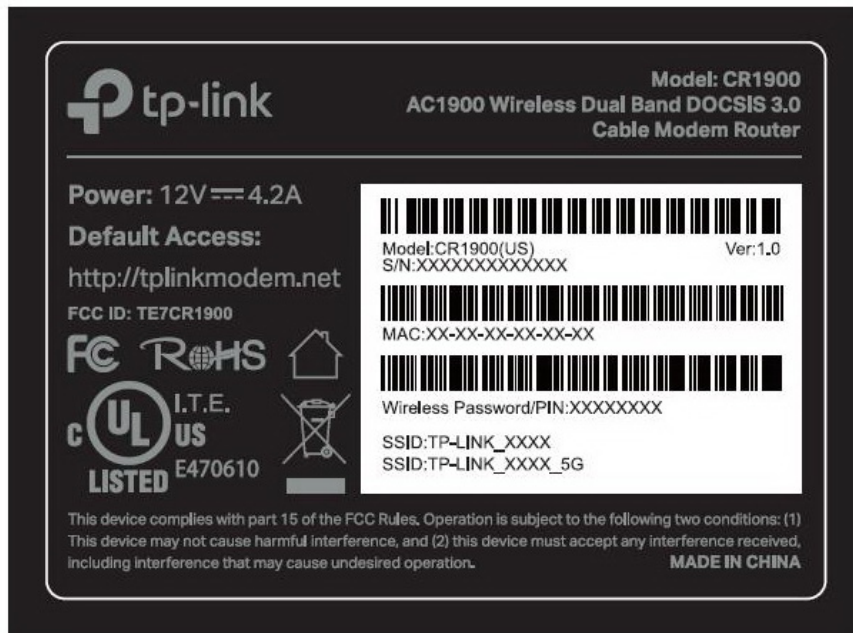 tp-link
Model: CR1900
AC1900 Wireless Dual Band DOCSIS 3.0
Cable Modem Router
Power: 12V⎓4.2A
Default Access:
http://tplinkmodem.net
FCC ID: TE7CR1900
FC RoHS
C UL US
I.T.E.
LISTED E470610
Model:CR1900(US) Ver:1.0
S/N:XXXXXXXXXXXXX
MAC:XX-XX-XX-XX-XX-XX
Wireless Password/PIN:XXXXXXXX
SSID:TP-LINK_XXXX
SSID:TP-LINK_XXXX_5G
This device complies with part 15 of the FCC Rules. Operation is subject to the following two conditions: (1)
This device may not cause harmful interference, and (2) this device must accept any interference received,
including interference that may cause undesired operation. MADE IN CHINA